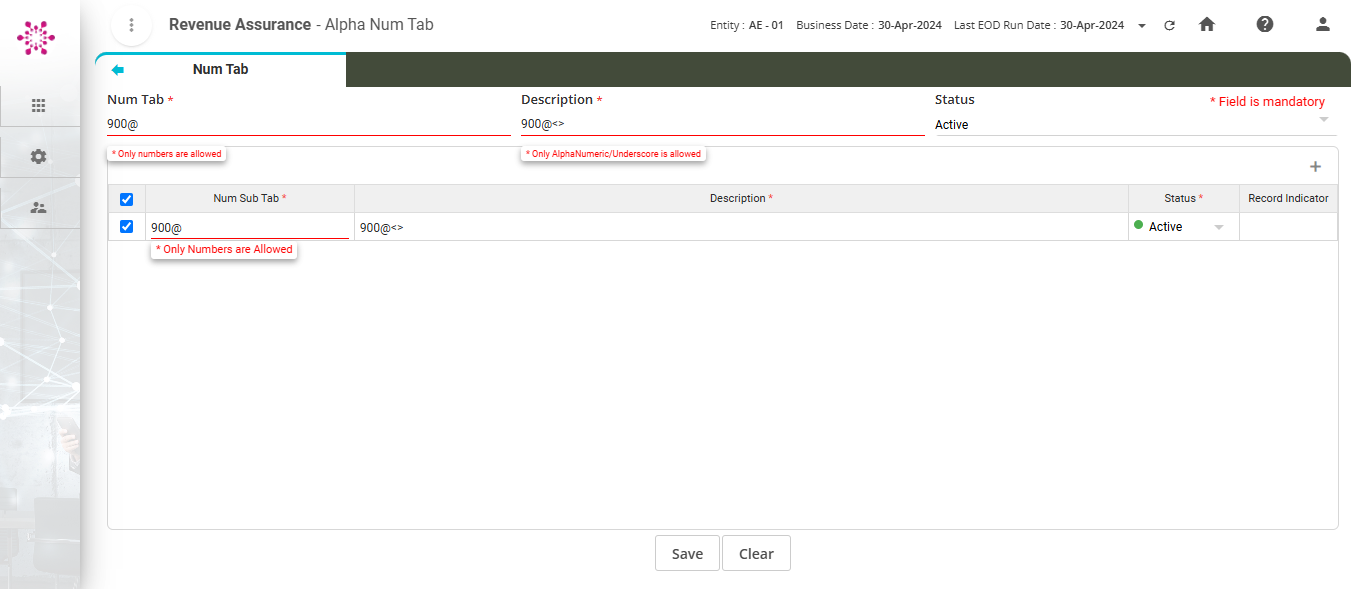 Revenue Assurance - Alpha Num Tab
Entity : AE - 01 Business Date : 30-Apr-2024 Last EOD Run Date : 30-Apr-2024
Num Tab
Num Tab * Description * Status * Field is mandatory
900@ 900@<> Active
* Only numbers are allowed * Only AlphaNumeric/Underscore is allowed
+
Num Sub Tab * Description * Status * Record Indicator
900@ 900@<> Active
* Only Numbers are Allowed
Save Clear